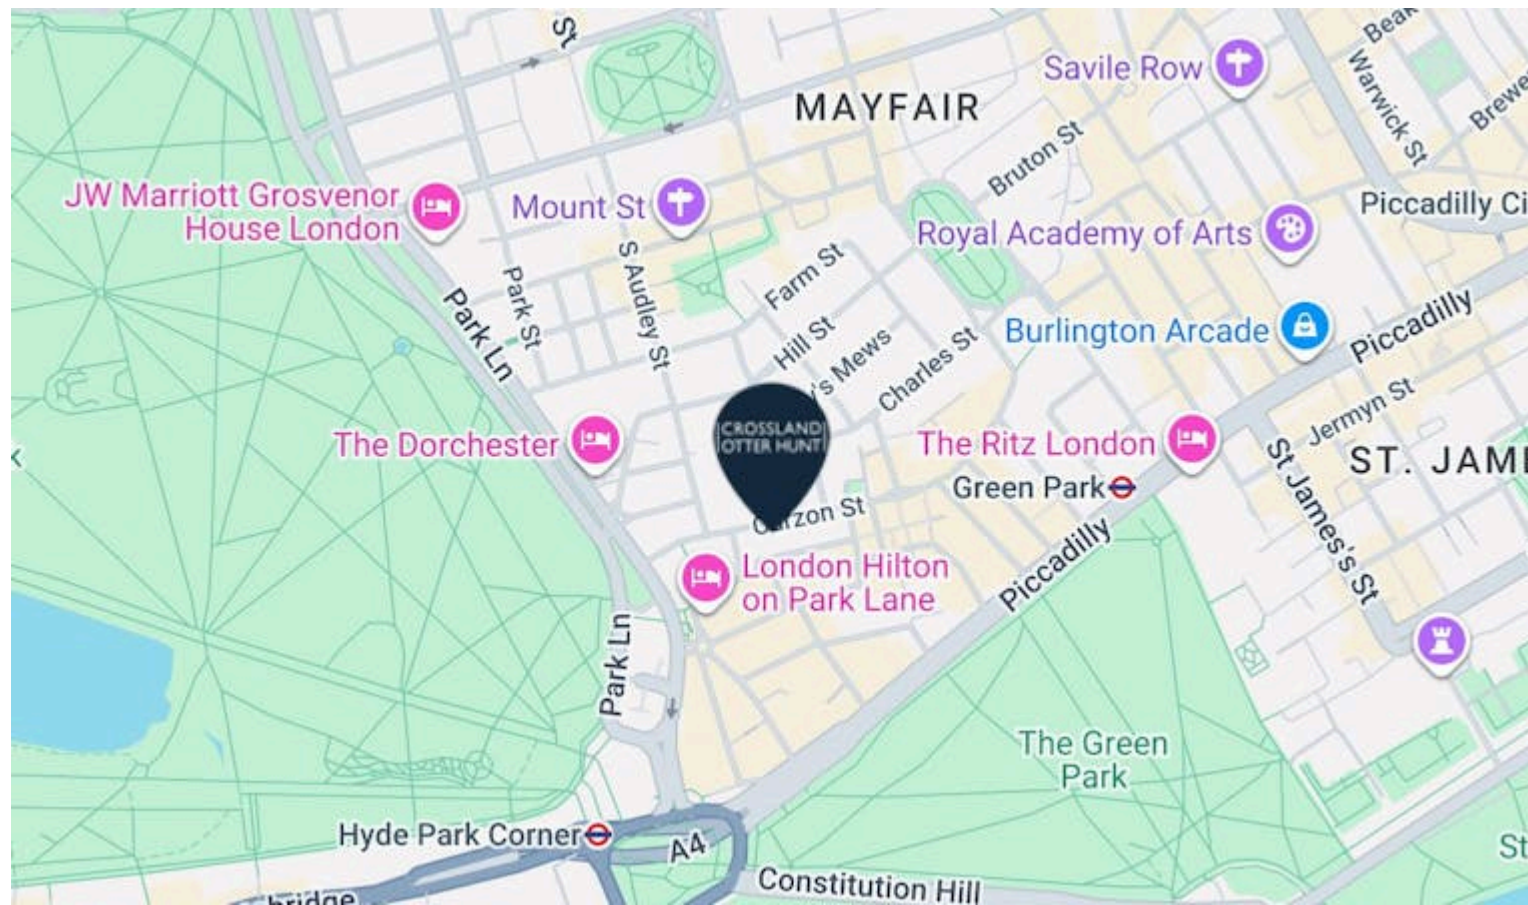 St
Beak
Savile Row
Warwick St
Brewe
MAYFAIR
Bruton St
JW Marriott Grosvenor
House London
Mount St
Piccadilly Ci
Royal Academy of Arts
S Audley St
Farm St
Park St
Park Ln
Hill St
's Mews
Burlington Arcade
Piccadilly
Charles St
Jermyn St
CROSSLAND
OTTER HUNT
The Dorchester
The Ritz London
ST. JAM
Green Park
St James's St
Curzon St
Piccadilly
London Hilton
on Park Lane
Park Ln
The Green
Park
Hyde Park Corner
A4
St
Constitution Hill
bridge